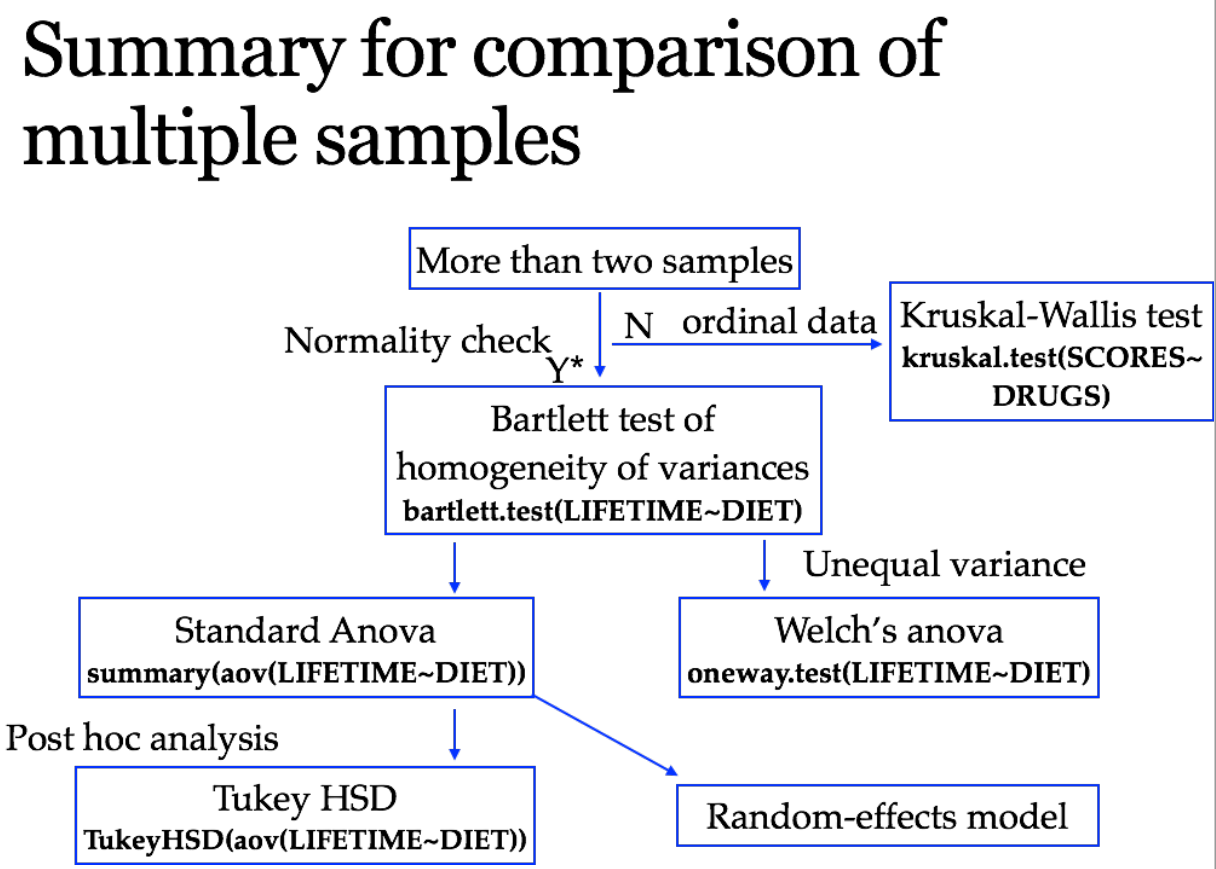 Summary for comparison of
multiple samples
More than two samples
Normality check
Y*
N
ordinal data
Kruskal-Wallis test
kruskal.test(SCORES~
DRUGS)
Bartlett test of
homogeneity of variances
bartlett.test(LIFETIME~DIET)
Unequal variance
Standard Anova
summary(aov(LIFETIME~DIET))
Welch’s anova
oneway.test(LIFETIME~DIET)
Post hoc analysis
Tukey HSD
TukeyHSD(aov(LIFETIME~DIET))
Random-effects model